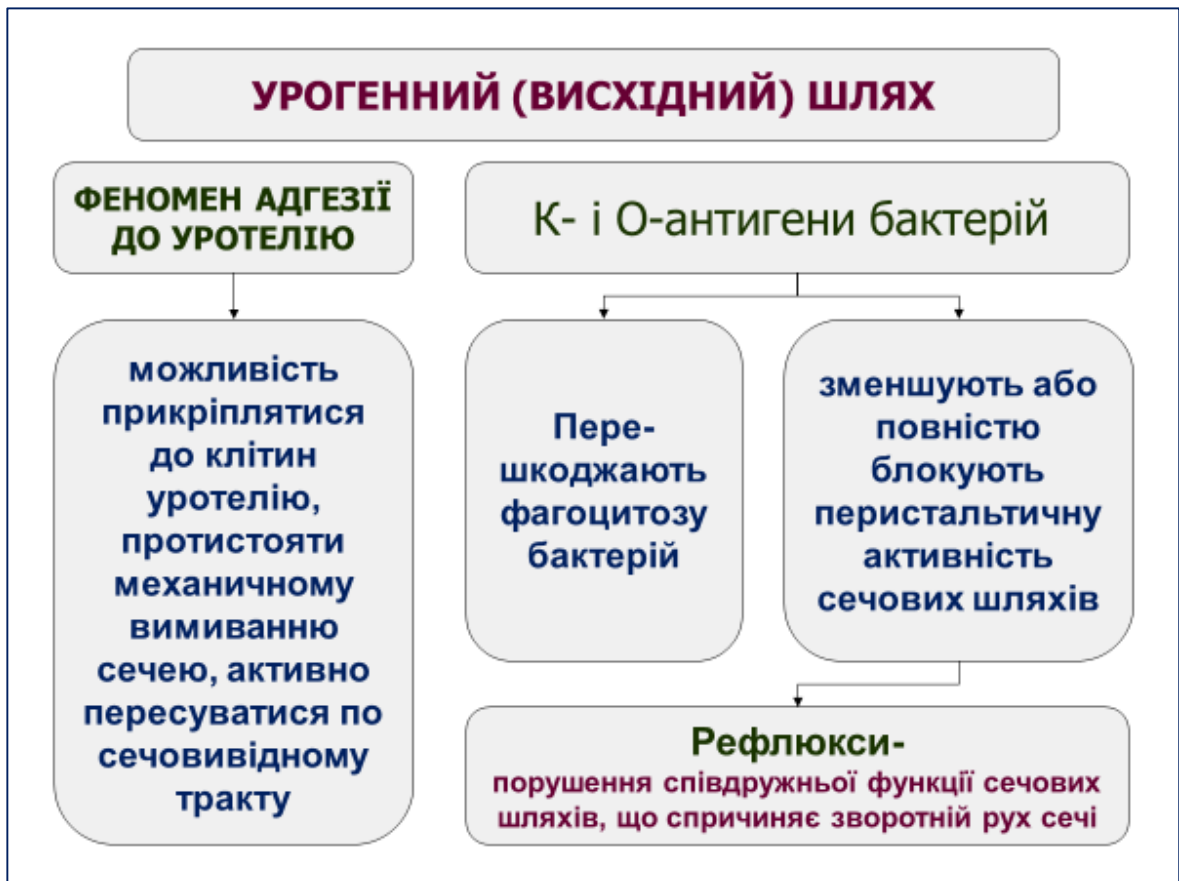 УРОГЕННИЙ (ВИСХІДНИЙ) ШЛЯХ
ФЕНОМЕН АДГЕЗІЇ
ДО УРОТЕЛІЮ
можливість
прикріплятися
до клітин
уротелію,
протистояти
механичному
вимиванню
сечею, активно
пересуватися по
сечовивідному
тракту
К- і О-антигени бактерій
Пере-
шкоджають
фагоцитозу
бактерій
зменшують або
повністю
блокують
перистальтичну
активність
сечових шляхів
Рефлюкси-
порушення співдружньої функції сечових
шляхів, що спричиняє зворотній рух сечі